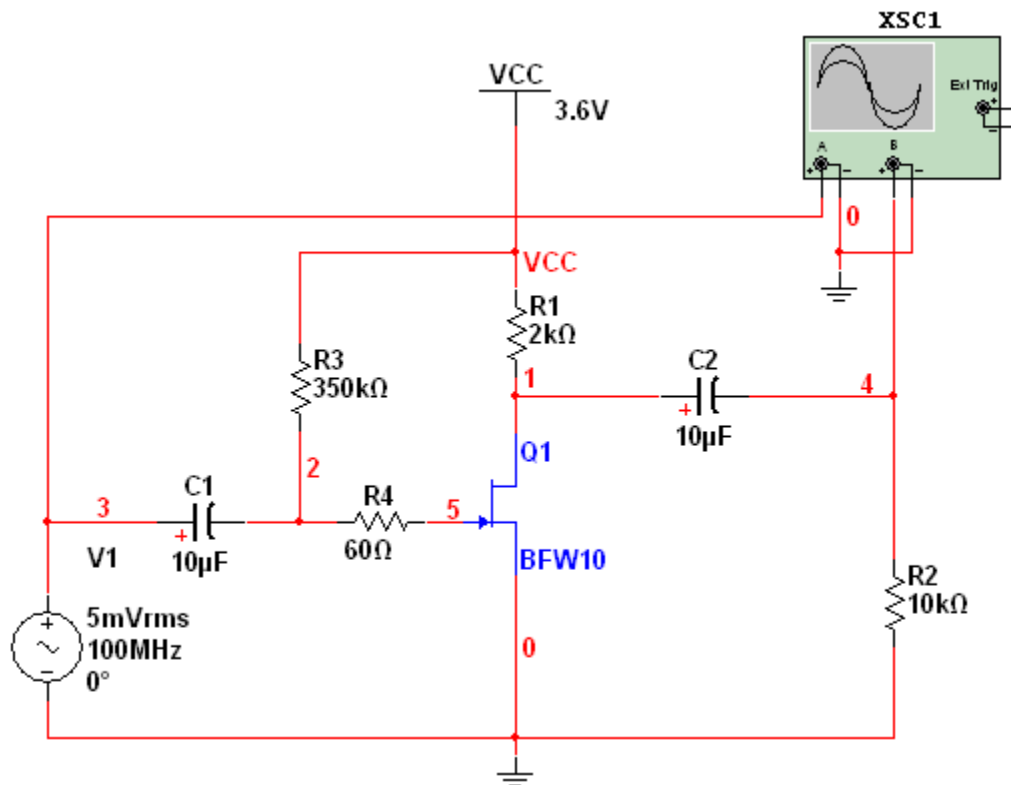 XSC1
Ext Trig
+
−
A
B
+
−
+
−
VCC
3.6V
0
VCC
R1
2kΩ
R3
350kΩ
1
C2
+
10µF
4
Q1
2
C1
+
10µF
3
R4
60Ω
5
BFW10
V1
R2
10kΩ
+
−
5mVrms
100MHz
0°
0